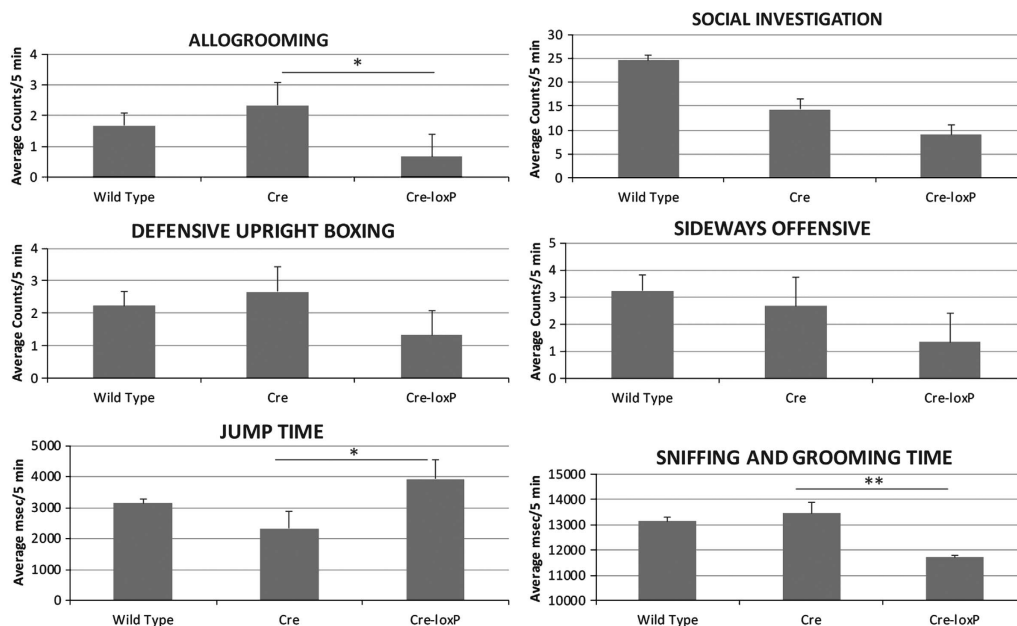 ALLOGROOMING
Average Counts/5 min
4
3
2
1
0
*
Wild Type Cre Cre-loxP
SOCIAL INVESTIGATION
Average Counts/5 min
30
25
20
15
10
5
0
Wild Type Cre Cre-loxP
DEFENSIVE UPRIGHT BOXING
Average Counts/5 min
4
3
2
1
0
Wild Type Cre Cre-loxP
SIDEWAYS OFFENSIVE
Average Counts/5 min
5
4
3
2
1
0
Wild Type Cre Cre-loxP
JUMP TIME
Average msec/5 min
5000
4000
3000
2000
1000
0
*
Wild Type Cre Cre-loxP
SNIFFING AND GROOMING TIME
Average msec/5 min
15000
14000
13000
12000
11000
10000
**
Wild Type Cre Cre-loxP